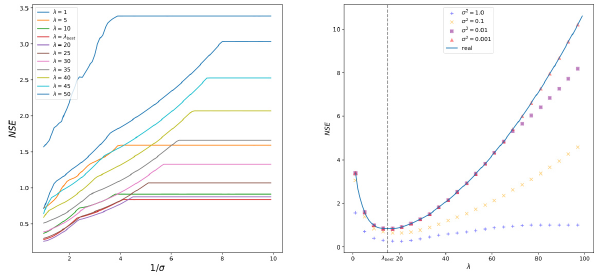 λ = 1
λ = 5
λ = 10
λ = λbest
λ = 20
λ = 25
λ = 30
λ = 35
λ = 40
λ = 45
λ = 50
3.5
3.0
2.5
2.0
1.5
1.0
0.5
NSE
2 4 6 8 10
1/σ
σ² = 1.0
σ² = 0.1
σ² = 0.01
σ² = 0.001
real
10
8
6
4
2
0
NSE
0 λbest 20 40 60 80 100
λ